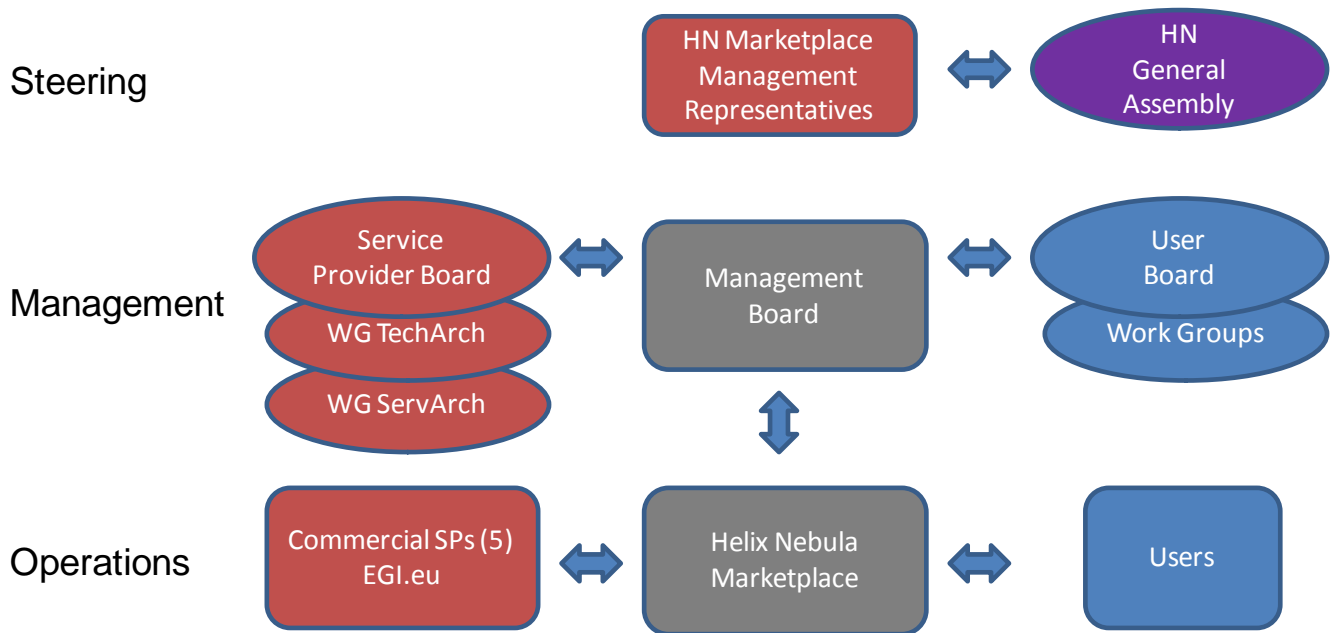 Steering
HN Marketplace
Management
Representatives
HN
General
Assembly
Management
Service
Provider Board
WG TechArch
WG ServArch
Management
Board
User
Board
Work Groups
Operations
Commercial SPs (5)
EGI.eu
Helix Nebula
Marketplace
Users